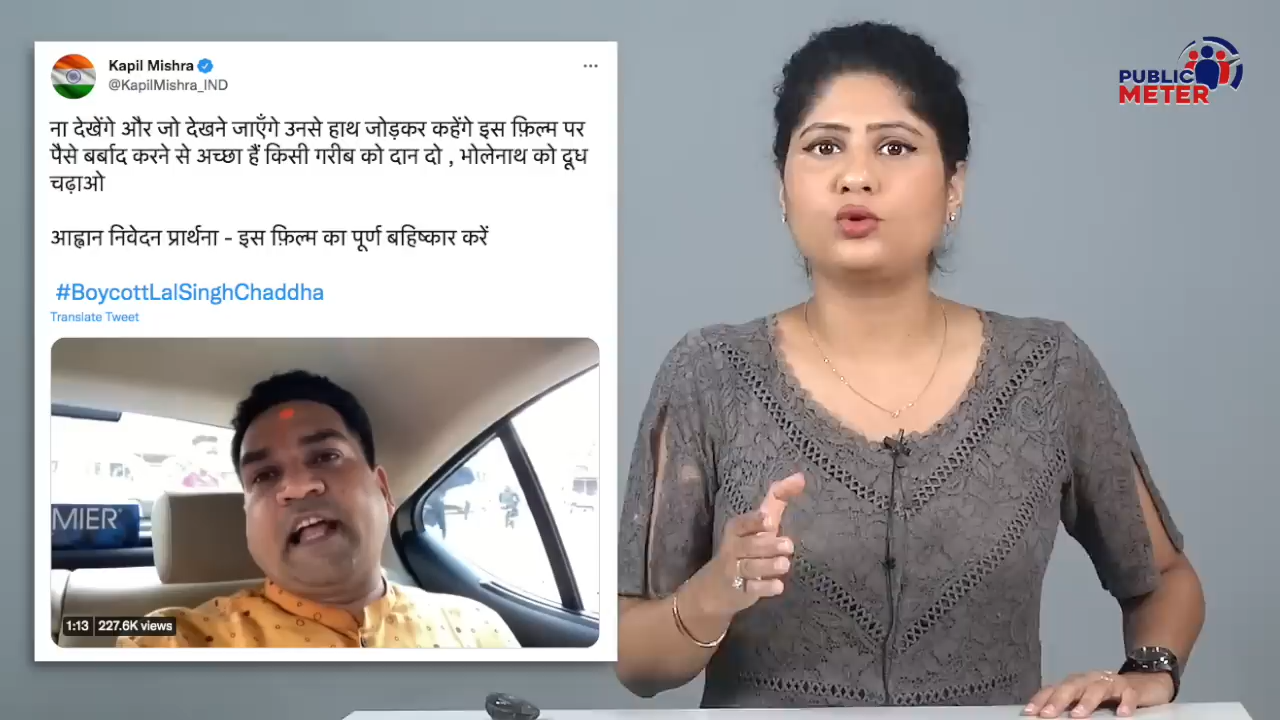 Kapil Mishra
@KapilMishra_IND
ना देखेंगे और जो देखने जाएँगे उनसे हाथ जोड़कर कहेंगे इस फ़िल्म पर
पैसे बर्बाद करने से अच्छा हैं किसी गरीब को दान दो , भोलेनाथ को दूध
चढ़ाओ
आह्वान निवेदन प्रार्थना - इस फ़िल्म का पूर्ण बहिष्कार करें
#BoycottLalSinghChaddha
Translate Tweet
MIER
1:13 227.6K views
PUBLIC
METER